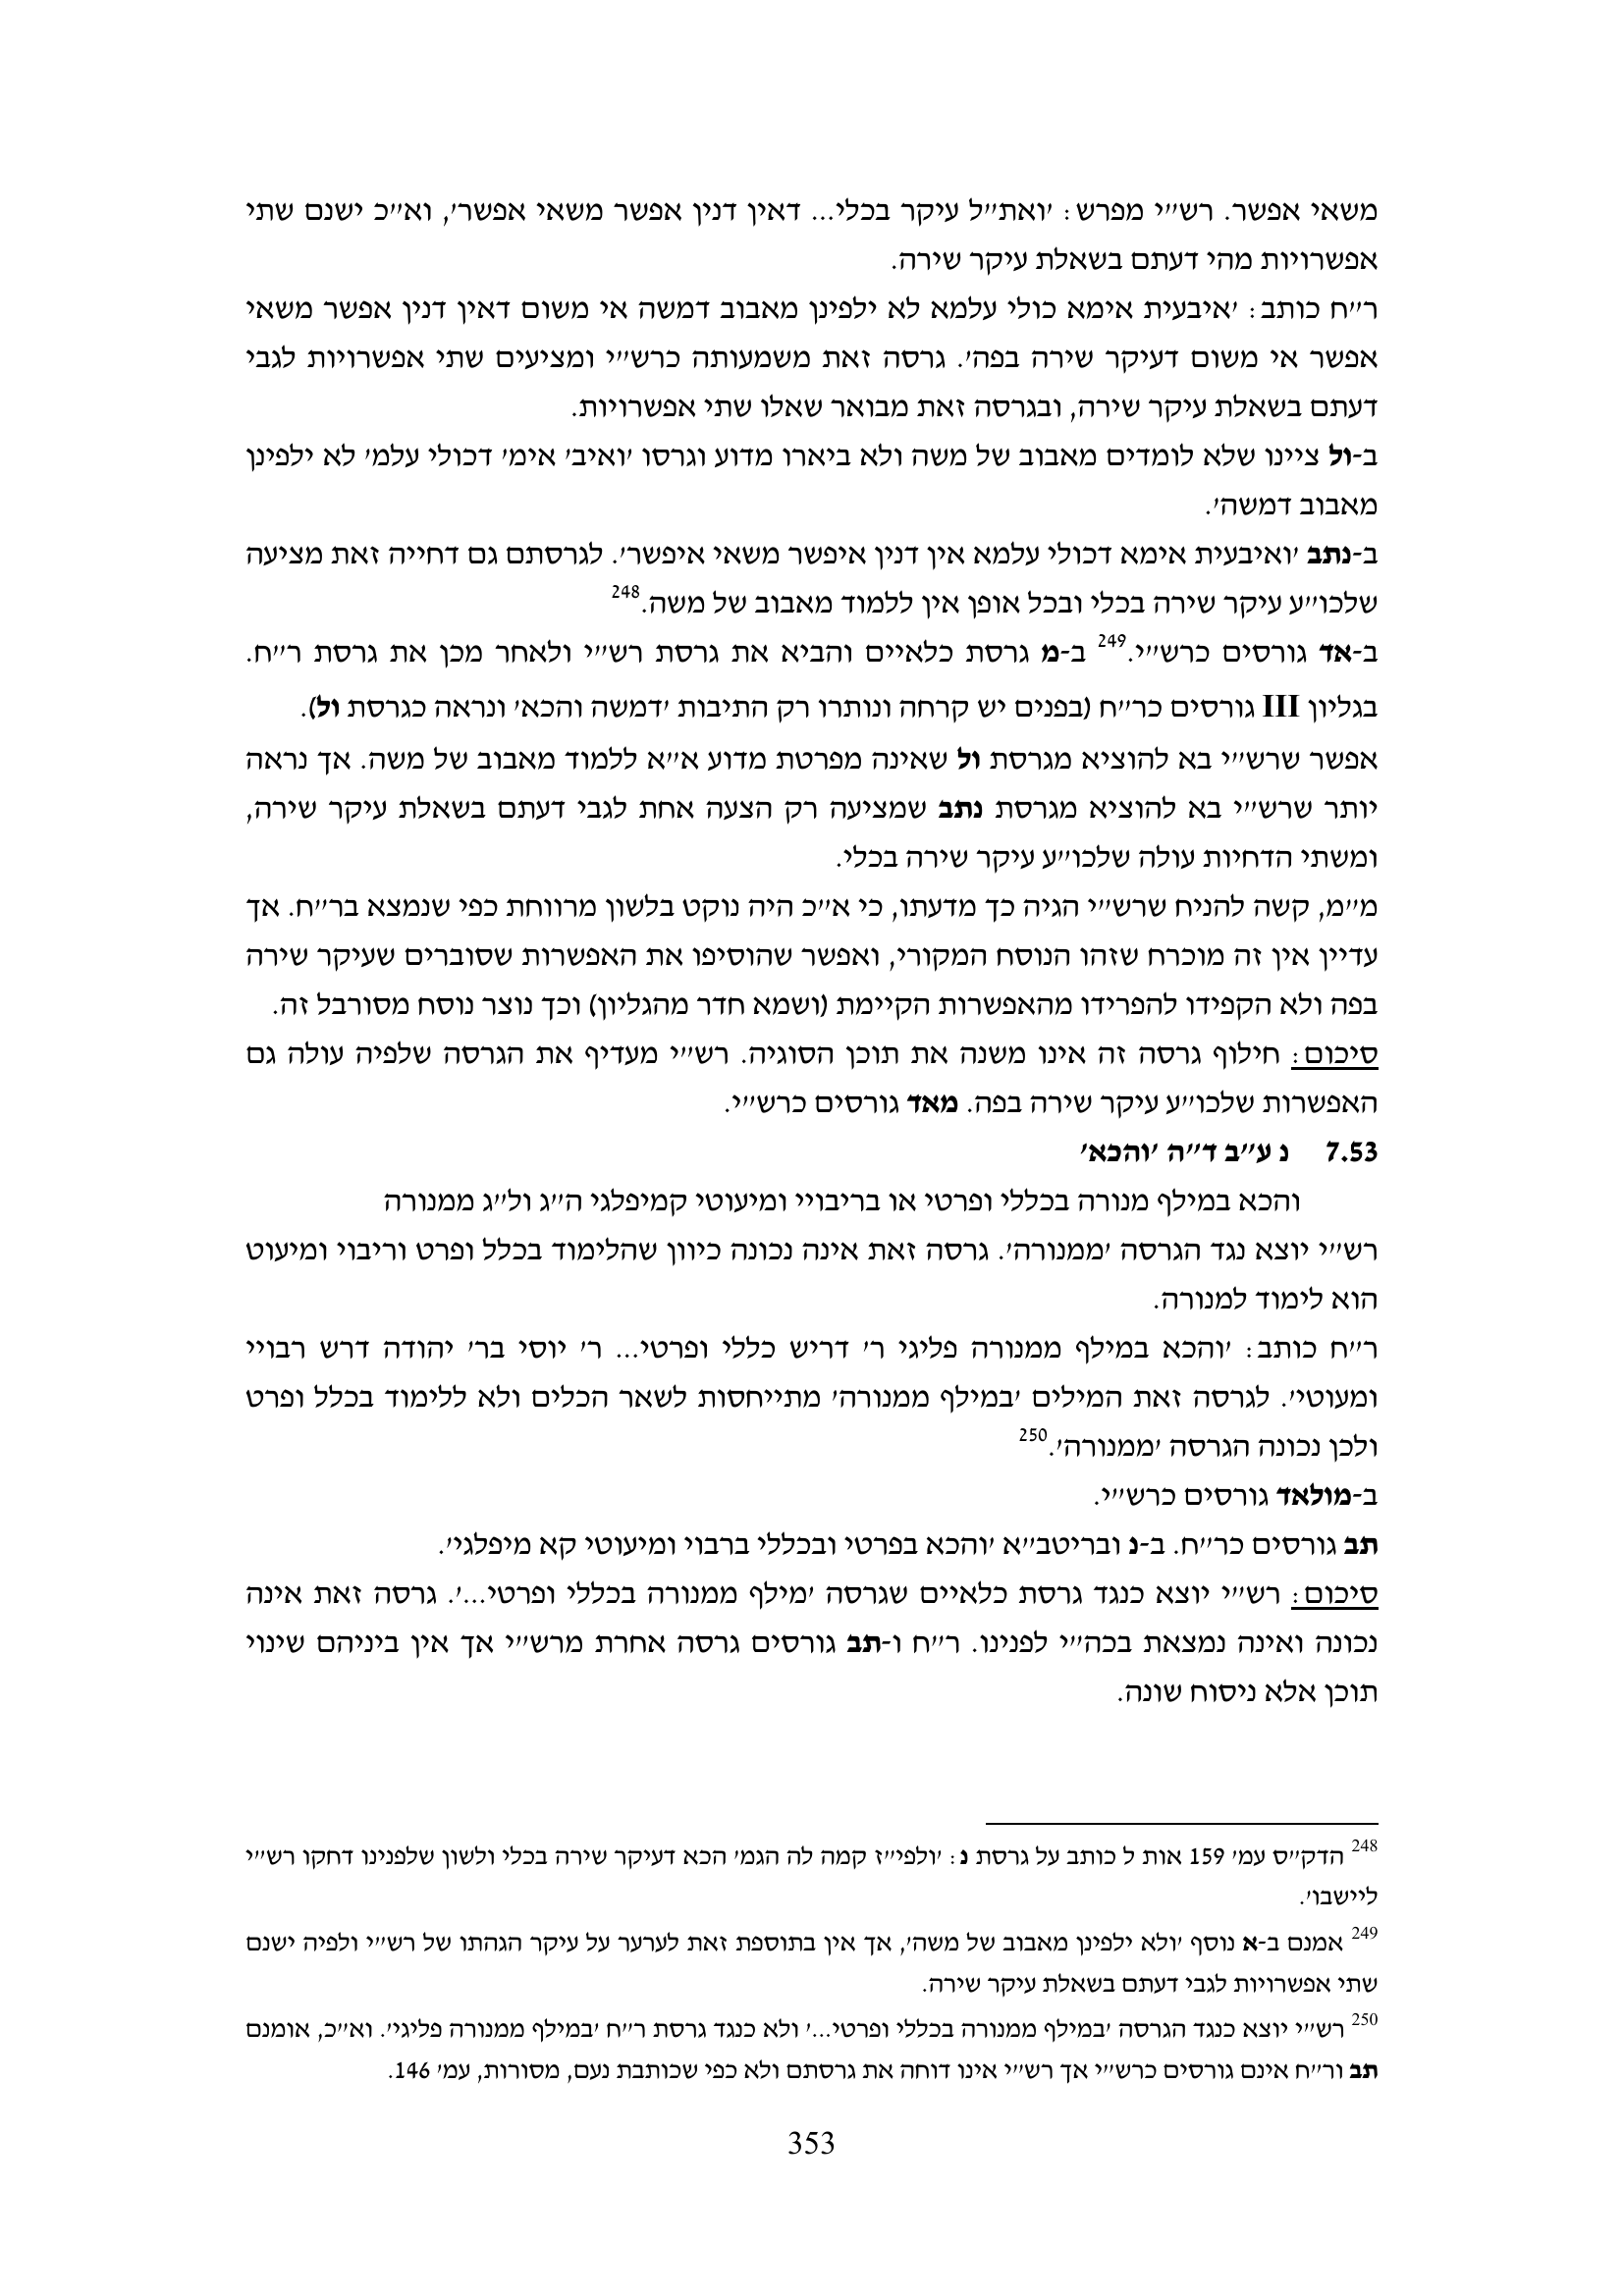 משאי אפשר. רש״י מפרש: ׳ואת״ל עיקר בכלי... דאין דנין אפשר משאי אפשר׳, וא״כ ישנם שתי
אפשרויות מהי דעתם בשאלת עיקר שירה.
ר״ח כותב: ׳איבעית אימא כולי עלמא לא ילפינן מאבוב דמשה אי משום דאין דנין אפשר משאי
אפשר אי משום דעיקר שירה בפה׳. גרסה זאת משמעותה כרש״י ומציעים שתי אפשרויות לגבי
דעתם בשאלת עיקר שירה, ובגרסה זאת מבואר שאלו שתי אפשרויות.
ב-ול ציינו שלא לומדים מאבוב של משה ולא ביארו מדוע וגרסו ׳ואיב׳ אימ׳ דכולי עלמ׳ לא ילפינן
מאבוב דמשה׳.
ב-נתב ׳ואיבעית אימא דכולי עלמא אין דנין איפשר משאי איפשר׳. לגרסתם גם דחייה זאת מציעה
שלכו״ע עיקר שירה בכלי ובכל אופן אין ללמוד מאבוב של משה.248
ב-אד גורסים כרש״י.249 ב-מ גרסת כלאיים והביא את גרסת רש״י ולאחר מכן את גרסת ר״ח.
בגליון III גורסים כר״ח (בפנים יש קרחה ונותרו רק התיבות ׳דמשה והכא׳ ונראה כגרסת ול).
אפשר שרש״י בא להוציא מגרסת ול שאינה מפרטת מדוע א״א ללמוד מאבוב של משה. אך נראה
יותר שרש״י בא להוציא מגרסת נתב שמציעה רק הצעה אחת לגבי דעתם בשאלת עיקר שירה,
ומשתי הדחיות עולה שלכו״ע עיקר שירה בכלי.
מ״מ, קשה להניח שרש״י הגיה כך מדעתו, כי א״כ היה נוקט בלשון מרווחת כפי שנמצא בר״ח. אך
עדיין אין זה מוכרח שזהו הנוסח המקורי, ואפשר שהוסיפו את האפשרות שסוברים שעיקר שירה
בפה ולא הקפידו להפרידו מהאפשרות הקיימת (ושמא חדר מהגליון) וכך נוצר נוסח מסורבל זה.
סיכום: חילוף גרסה זה אינו משנה את תוכן הסוגיה. רש״י מעדיף את הגרסה שלפיה עולה גם
האפשרות שלכו״ע עיקר שירה בפה. מאד גורסים כרש״י.
7.53 נ ע״ב ד״ה ׳והכא׳
והכא במילף מנורה בכללי ופרטי או בריבויי ומיעוטי קמיפלגי ה״ג ול״ג ממנורה
רש״י יוצא נגד הגרסה ׳ממנורה׳. גרסה זאת אינה נכונה כיוון שהלימוד בכלל ופרט וריבוי ומיעוט
הוא לימוד למנורה.
ר״ח כותב: ׳והכא במילף ממנורה פליגי ר׳ דריש כללי ופרטי... ר׳ יוסי בר׳ יהודה דרש רבויי
ומעוטי׳. לגרסה זאת המילים ׳במילף ממנורה׳ מתייחסות לשאר הכלים ולא ללימוד בכלל ופרט
ולכן נכונה הגרסה ׳ממנורה׳.250
ב-מולאד גורסים כרש״י.
תב גורסים כר״ח. ב-נ ובריטב״א ׳והכא בפרטי ובכללי ברבוי ומיעוטי קא מיפלגי׳.
סיכום: רש״י יוצא כנגד גרסת כלאיים שגרסה ׳מילף ממנורה בכללי ופרטי...׳. גרסה זאת אינה
נכונה ואינה נמצאת בכה״י לפנינו. ר״ח ו-תב גורסים גרסה אחרת מרש״י אך אין ביניהם שינוי
תוכן אלא ניסוח שונה.
248 הדק״ס עמ׳ 159 אות ל כותב על גרסת נ: ׳ולפי״ז קמה לה הגמ׳ הכא דעיקר שירה בכלי ולשון שלפנינו דחקו רש״י
ליישבו׳.
249 אמנם ב-א נוסף ׳ולא ילפינן מאבוב של משה׳, אך אין בתוספת זאת לערער על עיקר הגהתו של רש״י ולפיה ישנם
שתי אפשרויות לגבי דעתם בשאלת עיקר שירה.
250 רש״י יוצא כנגד הגרסה ׳במילף ממנורה בכללי ופרטי...׳ ולא כנגד גרסת ר״ח ׳במילף ממנורה פליגי׳. וא״כ, אומנם
תב ור״ח אינם גורסים כרש״י אך רש״י אינו דוחה את גרסתם ולא כפי שכותבת נעם, מסורות, עמ׳ 146.
353